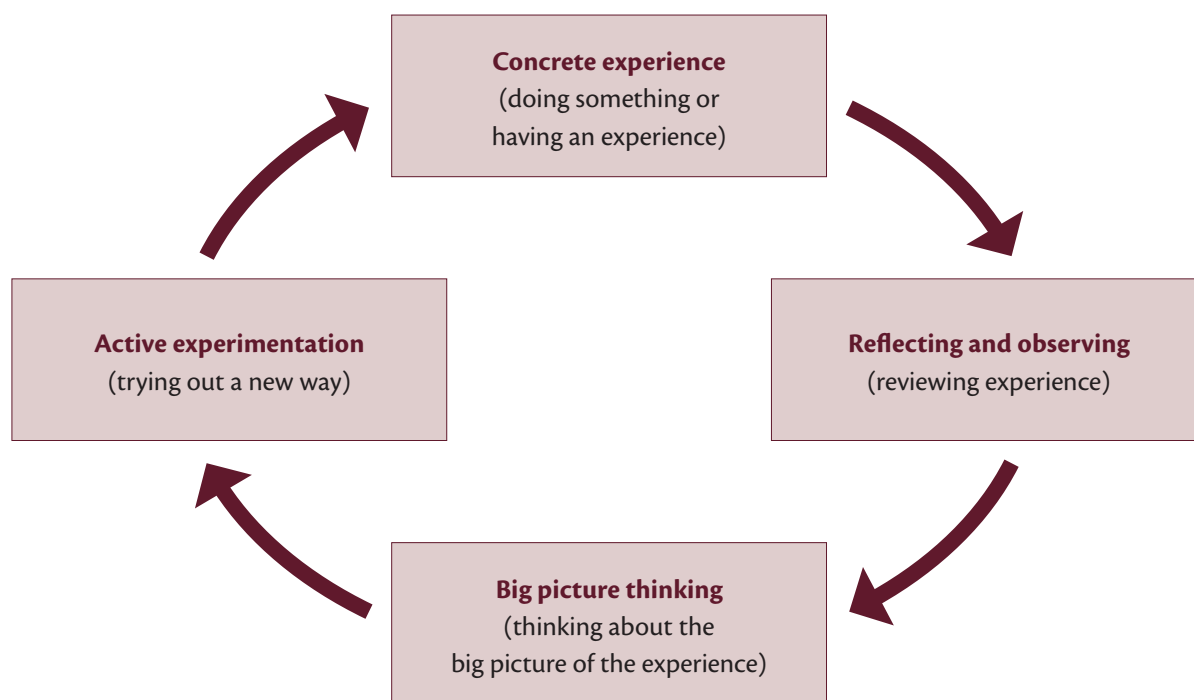 Concrete experience
(doing something or
having an experience)
Active experimentation
(trying out a new way)
Reflecting and observing
(reviewing experience)
Big picture thinking
(thinking about the
big picture of the experience)